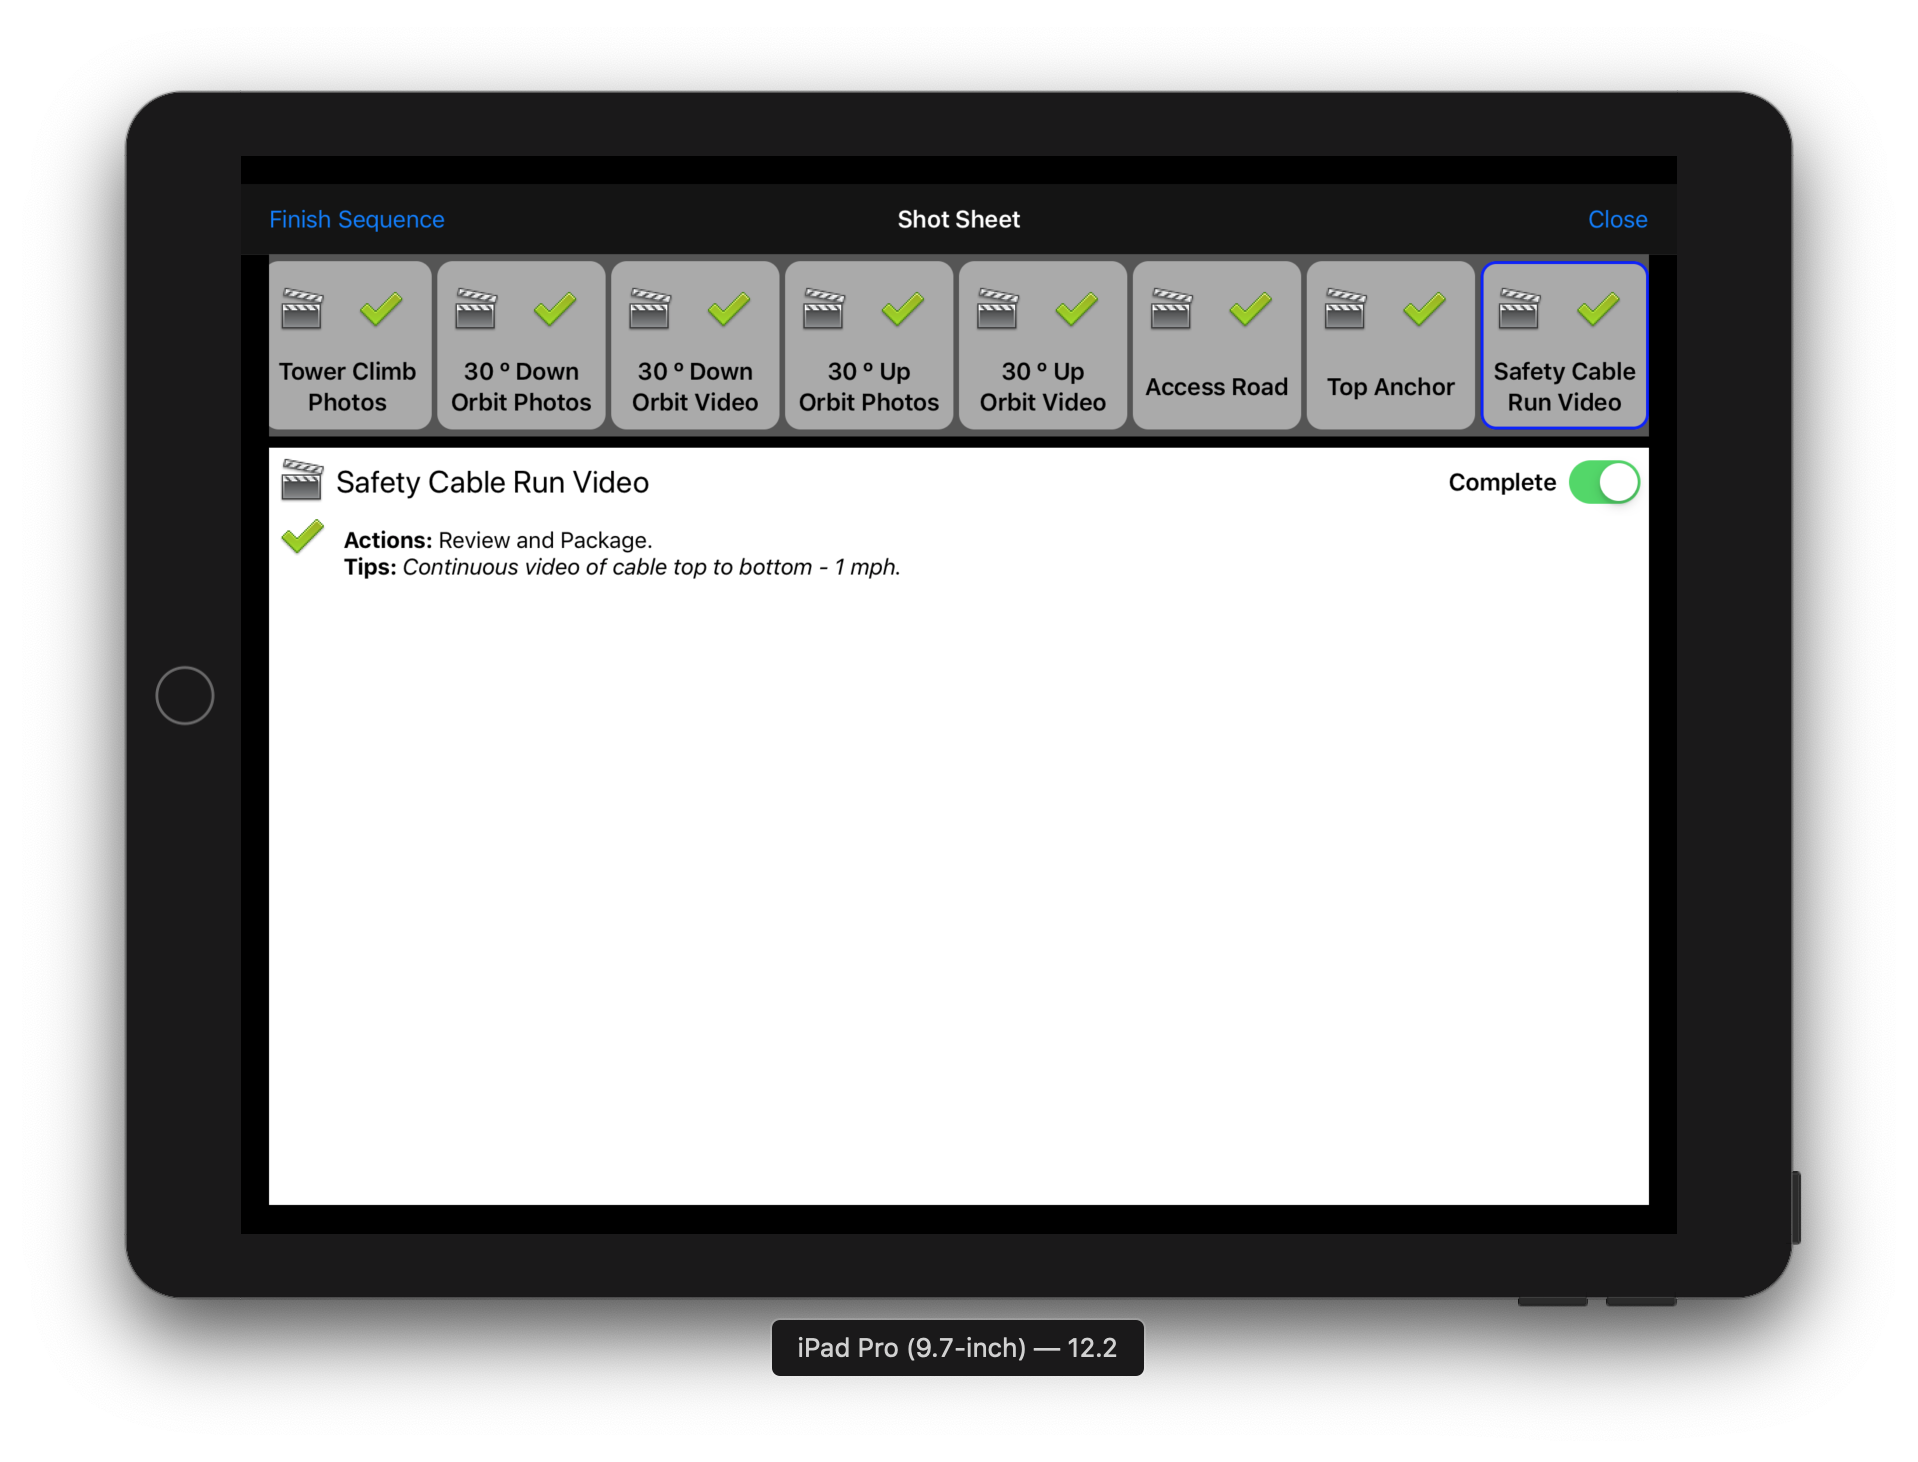 Finish Sequence
Shot Sheet
Close
Tower Climb
Photos
30 º Down
Orbit Photos
30 º Down
Orbit Video
30 º Up
Orbit Photos
30 º Up
Orbit Video
Access Road
Top Anchor
Safety Cable
Run Video
Safety Cable Run Video
Complete
Actions: Review and Package.
Tips: Continuous video of cable top to bottom - 1 mph.
iPad Pro (9.7-inch) — 12.2